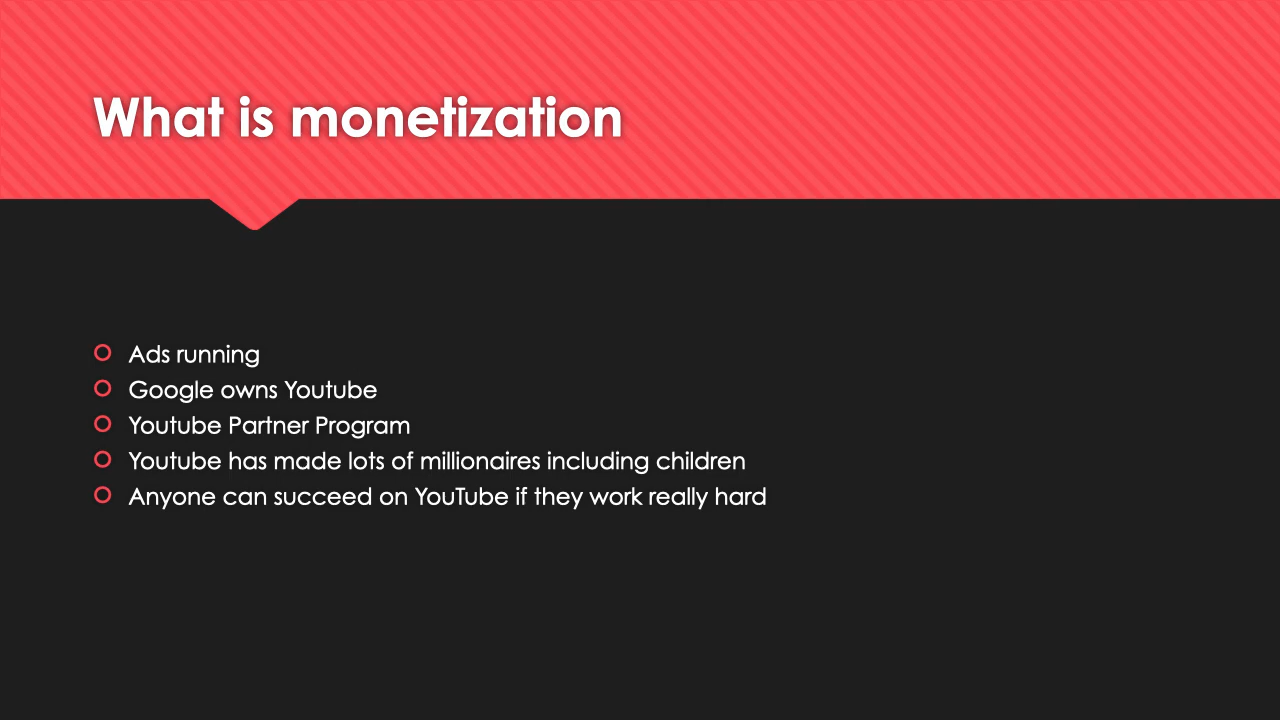 What is monetization
Ads running
Google owns Youtube
Youtube Partner Program
Youtube has made lots of millionaires including children
Anyone can succeed on YouTube if they work really hard